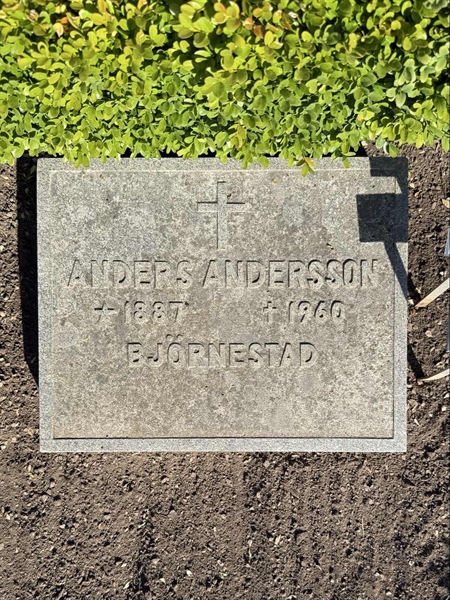 ANDERS ANDERSSON
* 1887 † 1960
BJÖRNESTAD